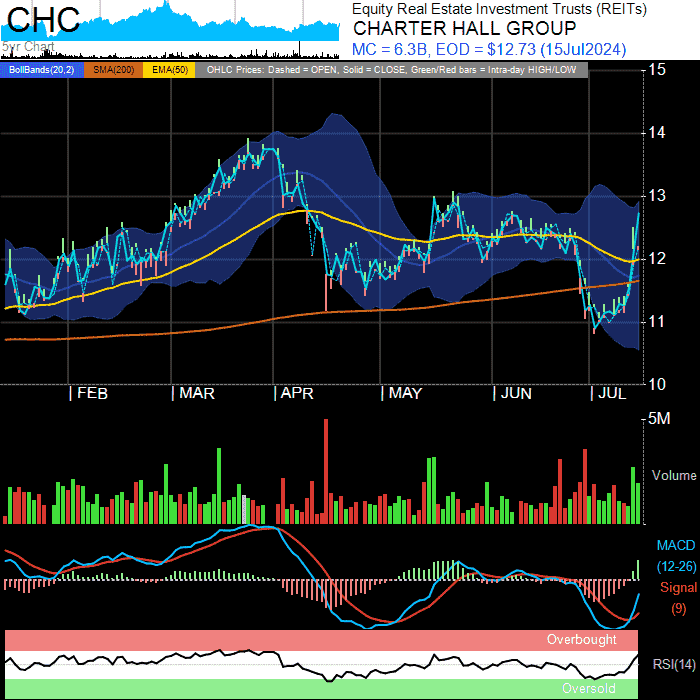 CHC
5yr Chart
Equity Real Estate Investment Trusts (REITs)
CHARTER HALL GROUP
MC = 6.3B, EOD = $12.73 (15Jul2024)
BollBands(20,2) SMA(200) EMA(50) OHLC Prices: Dashed = OPEN, Solid = CLOSE, Green/Red bars = Intra-day HIGH/LOW
15
14
13
12
11
10
| FEB | MAR | APR | MAY | JUN | JUL
5M
Volume
MACD
(12-26)
Signal
(9)
Overbought
RSI(14)
Oversold